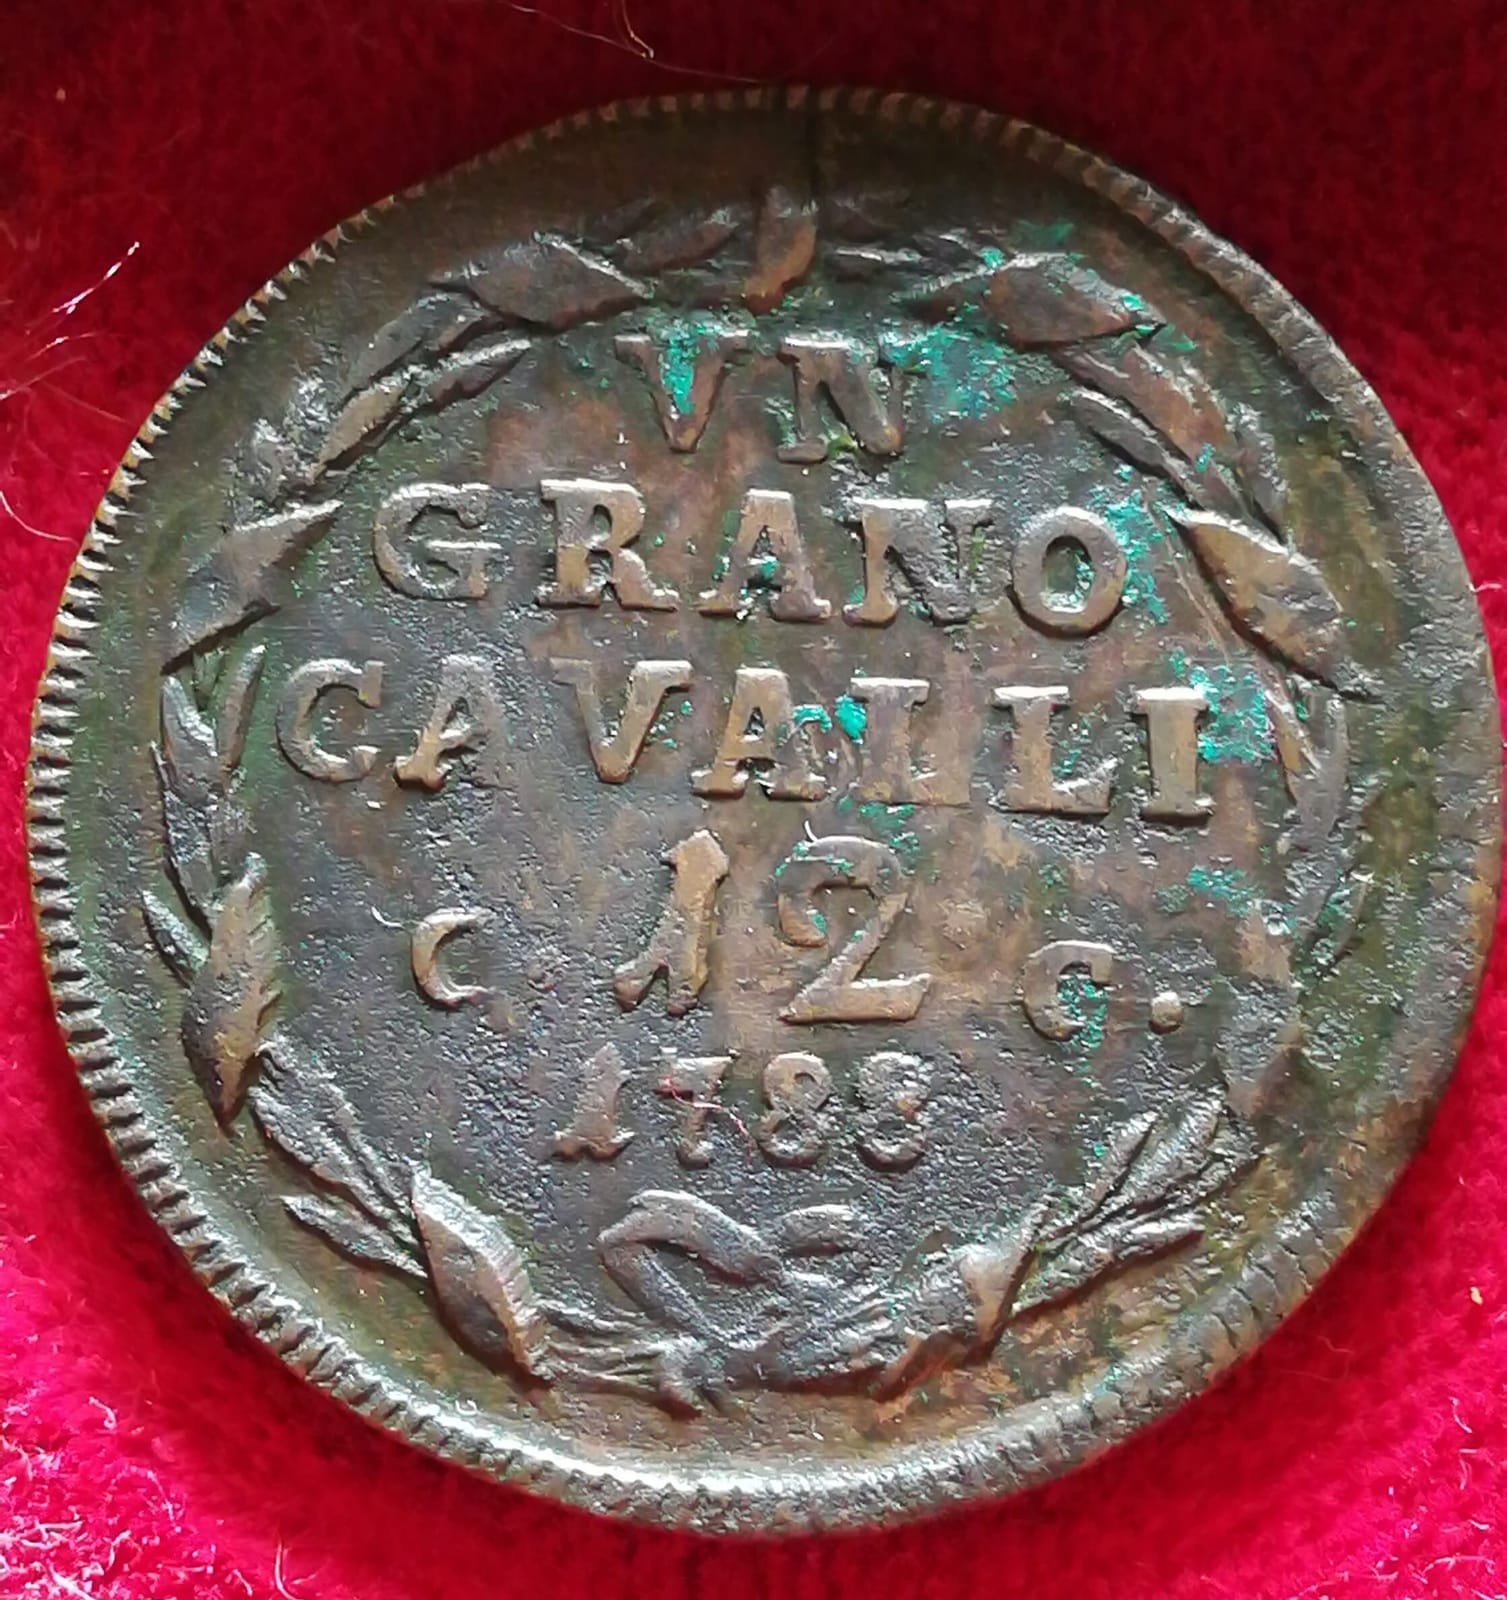 VN
GRANO
CAVALLI
C 12 C.
1788